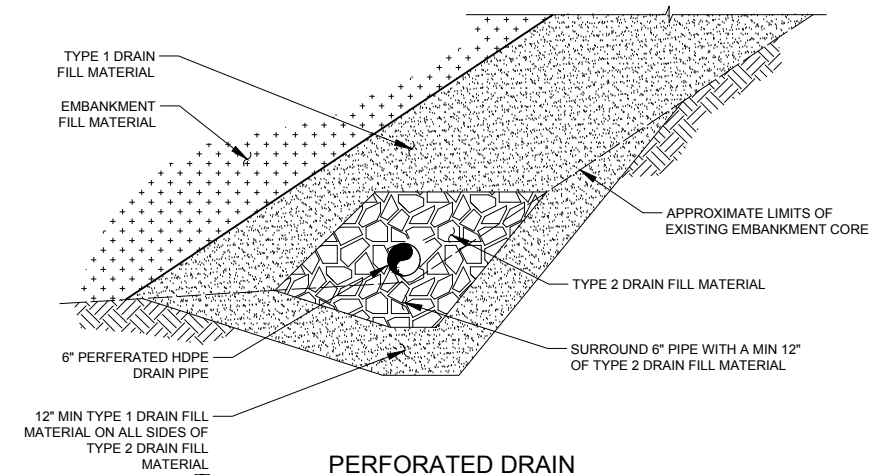 TYPE 1 DRAIN
FILL MATERIAL
EMBANKMENT
FILL MATERIAL
APPROXIMATE LIMITS OF
EXISTING EMBANKMENT CORE
TYPE 2 DRAIN FILL MATERIAL
6" PERFERATED HDPE
DRAIN PIPE
SURROUND 6" PIPE WITH A MIN 12"
OF TYPE 2 DRAIN FILL MATERIAL
12" MIN TYPE 1 DRAIN FILL
MATERIAL ON ALL SIDES OF
TYPE 2 DRAIN FILL
MATERIAL
PERFORATED DRAIN